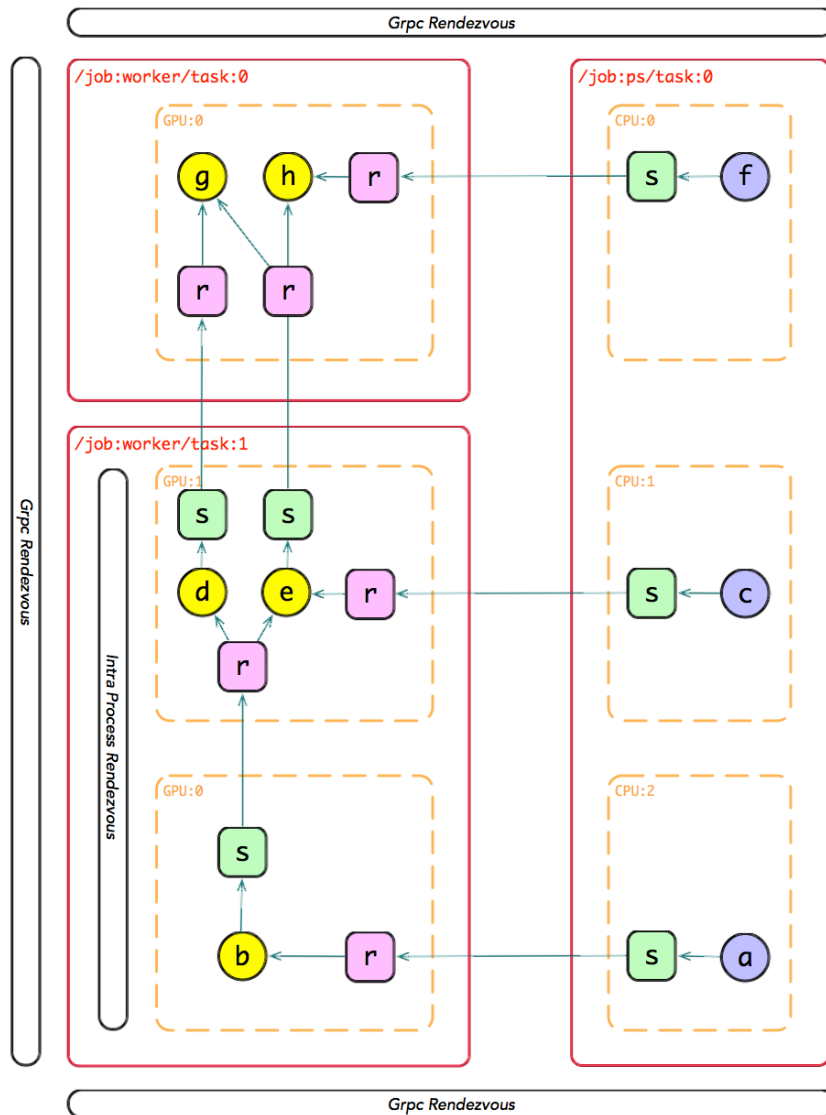 Grpc Rendezvous
/job:worker/task:0
/job:ps/task:0
GPU:0
CPU:0
g
h
r
s
f
r
r
Grpc Rendezvous
/job:worker/task:1
GPU:1
CPU:1
s
s
d
e
r
s
c
r
Intra Process Rendezvous
GPU:0
CPU:2
s
b
r
s
a
Grpc Rendezvous